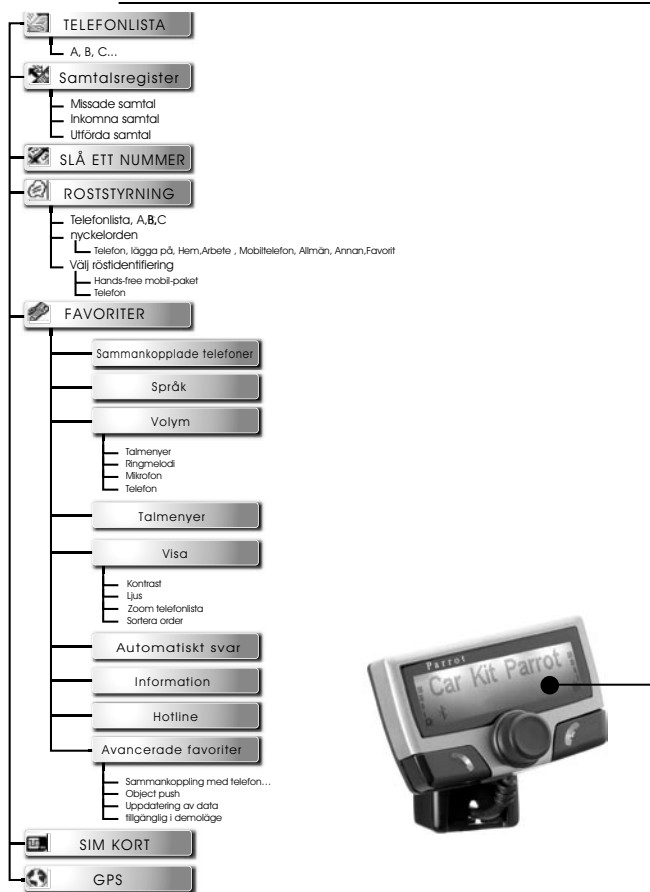 TELEFONLISTA
A, B, C...
Samtalsregister
Missade samtal
Inkomna samtal
Utförda samtal
SLÅ ETT NUMMER
ROSTSTYRNING
Telefonlista, A,B,C
nyckelorden
Telefon, lägga på, Hem,Arbete , Mobiltelefon, Allmän, Annan,Favorit
Välj röstidentifiering
Hands-free mobil-paket
Telefon
FAVORITER
Sammankopplade telefoner
Språk
Volym
Talmenyer
Ringmelodi
Mikrofon
Telefon
Talmenyer
Visa
Kontrast
Ljus
Zoom telefonlista
Sortera order
Automatiskt svar
Information
Hotline
Avancerade favoriter
Sammankoppling med telefon...
Object push
Uppdatering av data
tillgänglig i demoläge
SIM KORT
GPS
Parrot
Car Kit Parrot